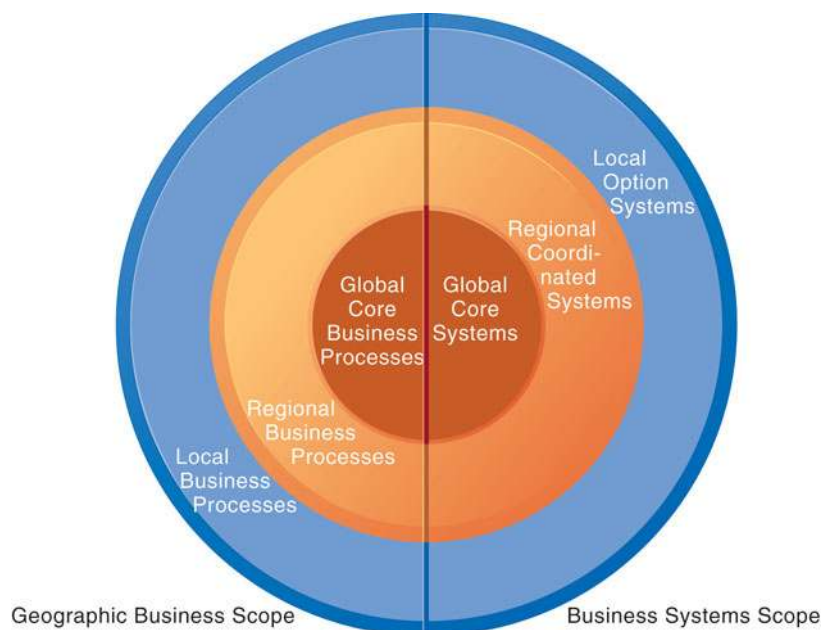 Local
Option
Systems
Regional
Coordi-
nated
Systems
Global
Core
Business
Processes
Global
Core
Systems
Regional
Business
Processes
Local
Business
Processes
Geographic Business Scope
Business Systems Scope